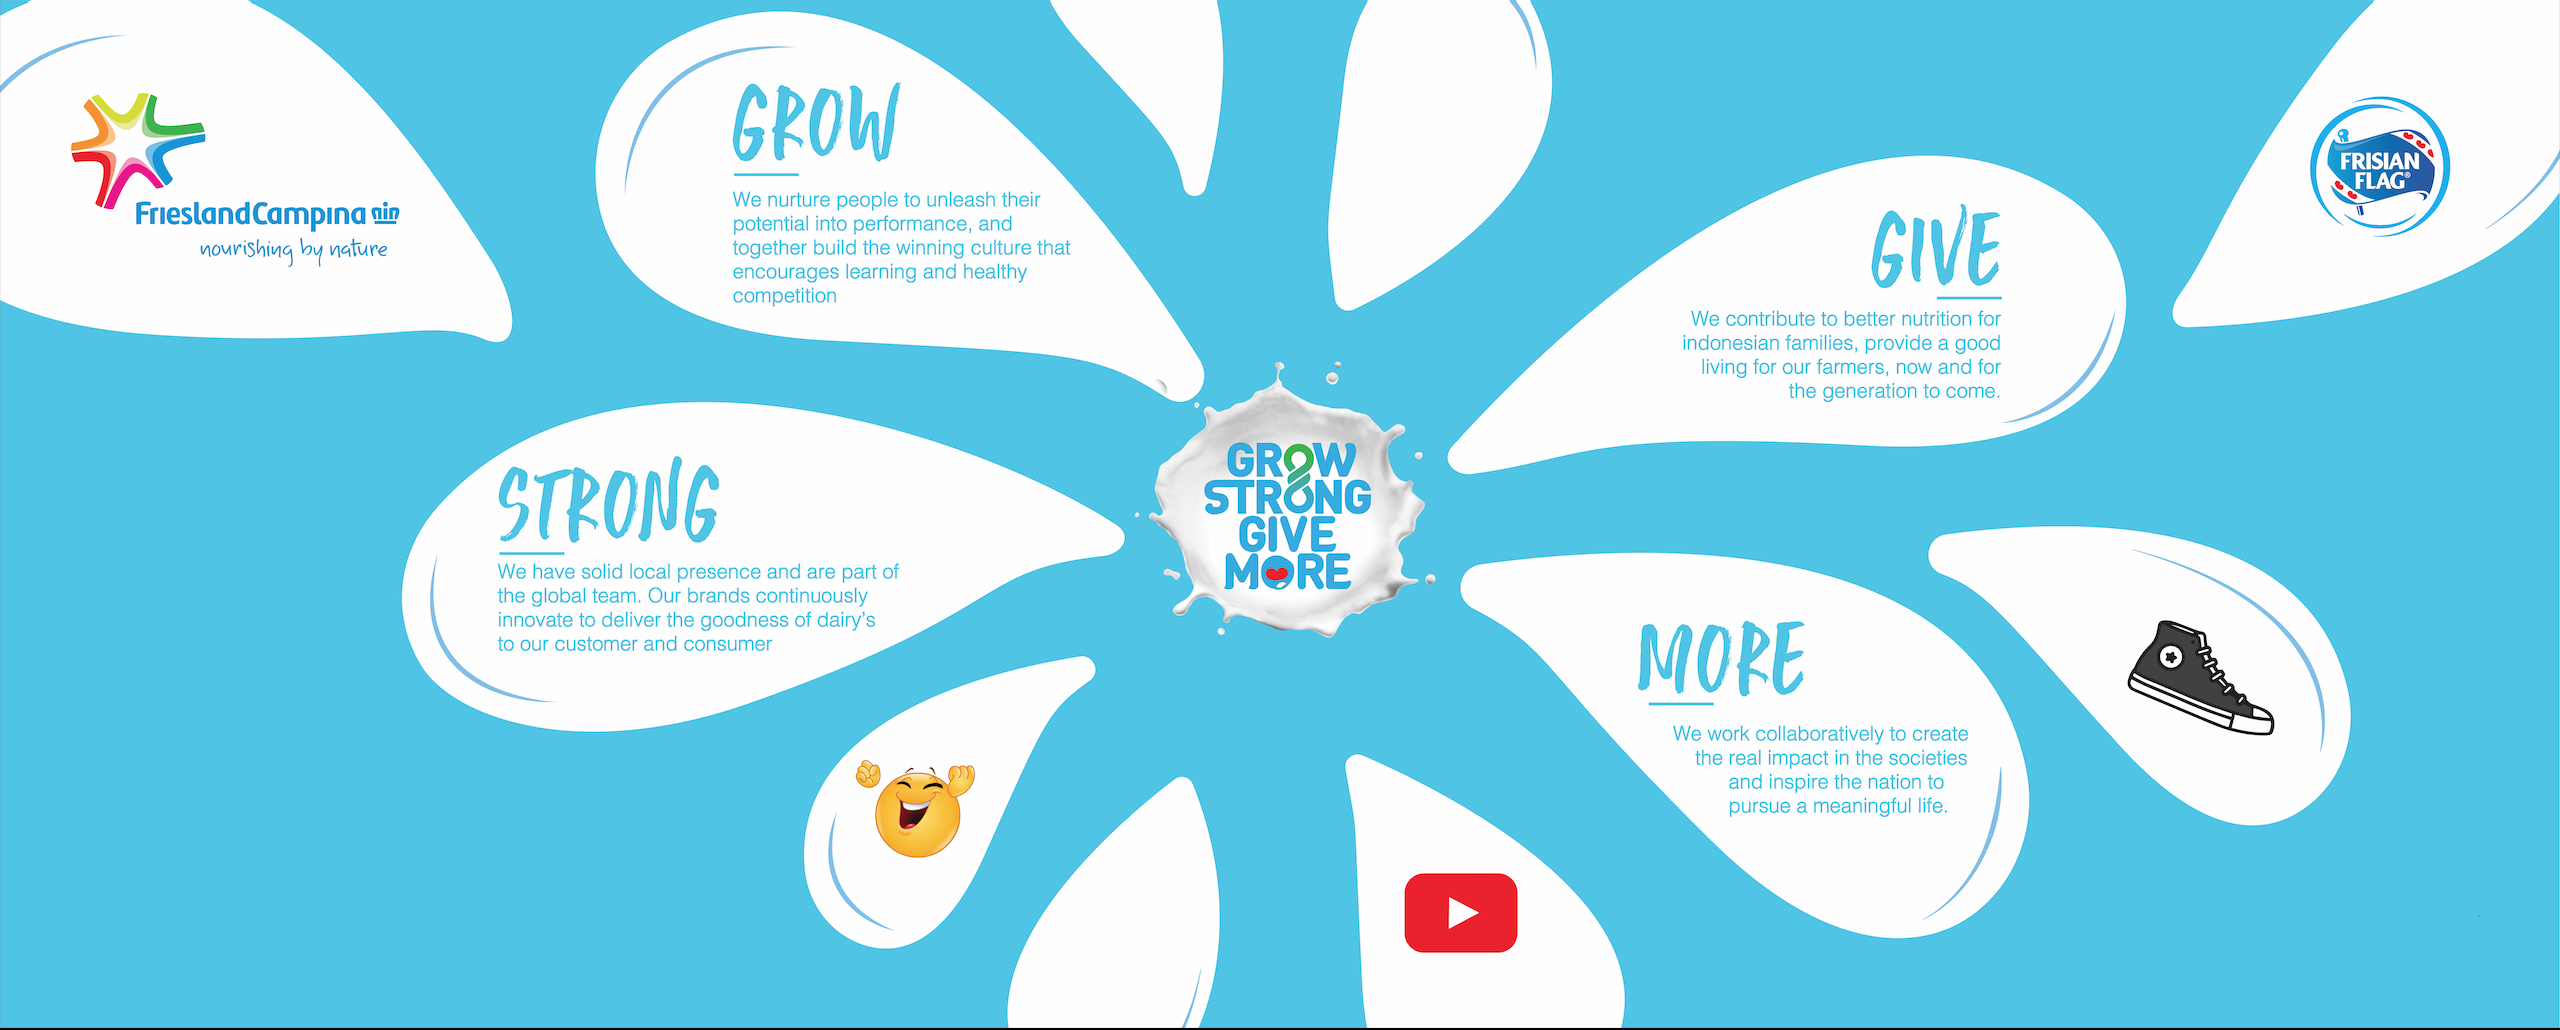 FrieslandCampina
nourishing by nature
GROW
We nurture people to unleash their
potential into performance, and
together build the winning culture that
encourages learning and healthy
competition
GIVE
We contribute to better nutrition for
indonesian families, provide a good
living for our farmers, now and for
the generation to come.
FRISIAN
FLAG®
STRONG
We have solid local presence and are part of
the global team. Our brands continuously
innovate to deliver the goodness of dairy's
to our customer and consumer
GROW
STRONG
GIVE
MORE
MORE
We work collaboratively to create
the real impact in the societies
and inspire the nation to
pursue a meaningful life.